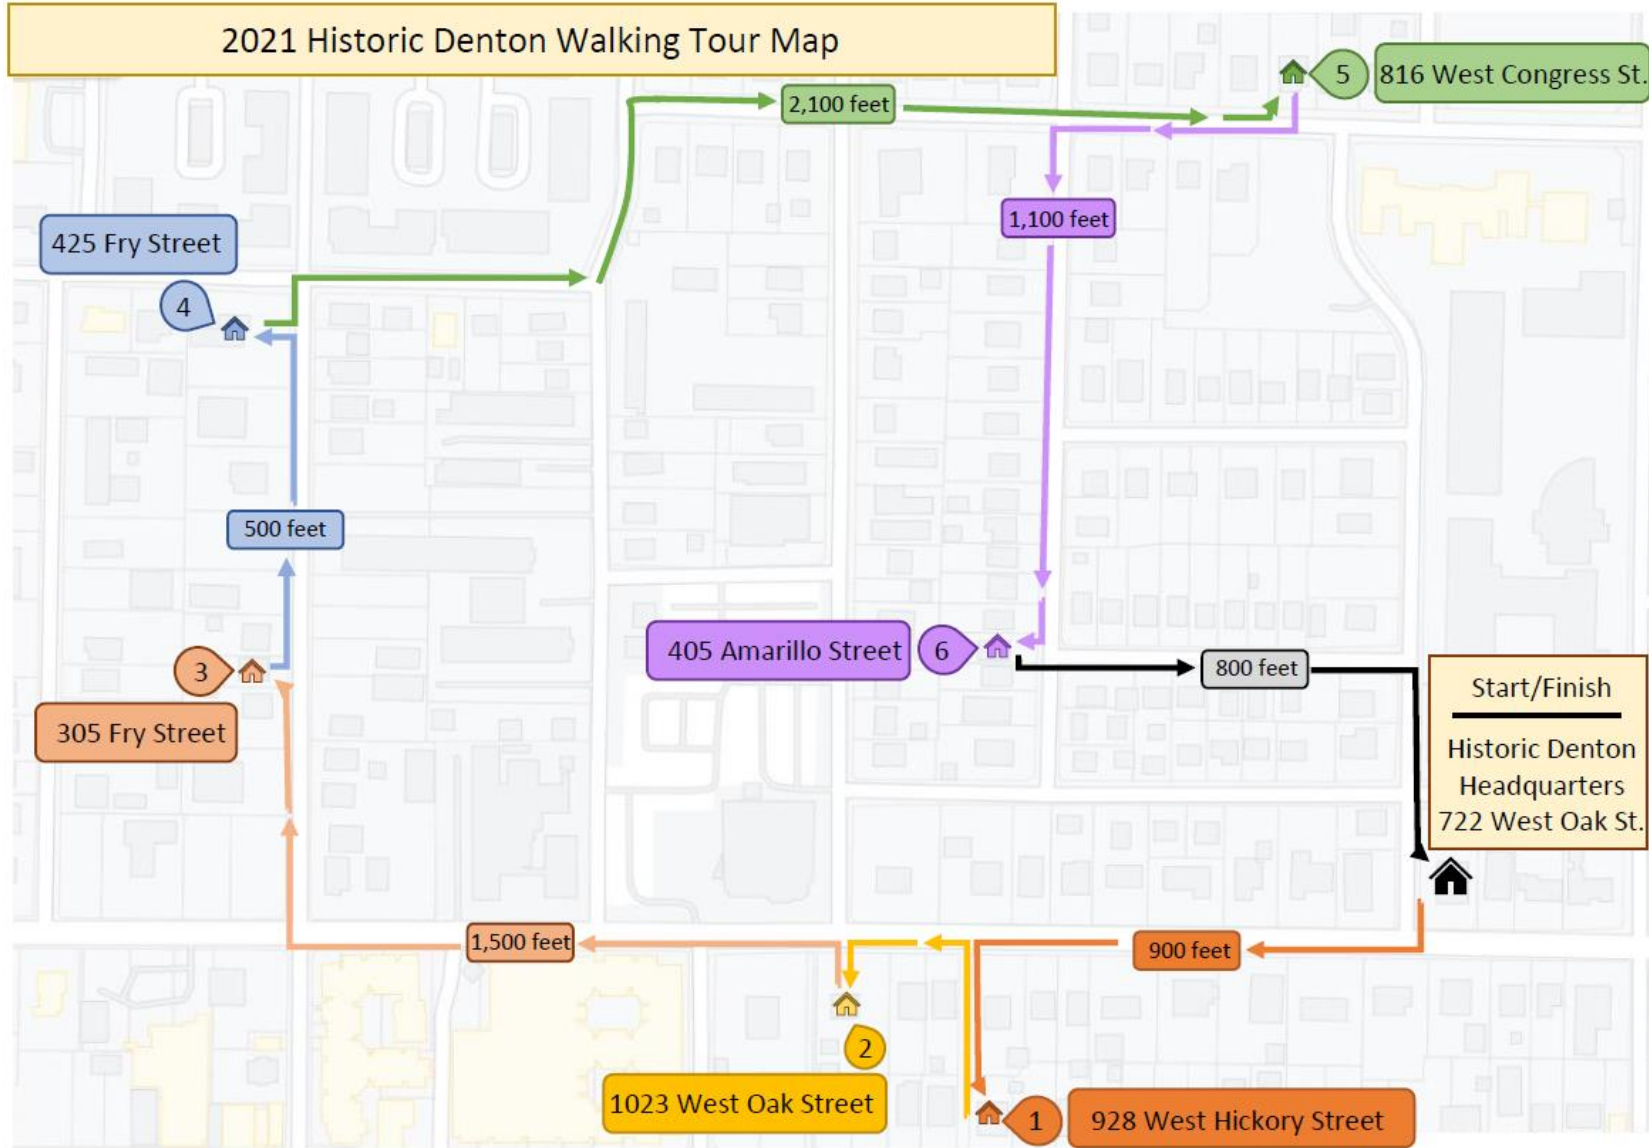 2021 Historic Denton Walking Tour Map
5
816 West Congress St.
2,100 feet
1,100 feet
425 Fry Street
4
500 feet
3
305 Fry Street
405 Amarillo Street
6
800 feet
Start/Finish
Historic Denton
Headquarters
722 West Oak St.
1,500 feet
900 feet
2
1023 West Oak Street
1
928 West Hickory Street